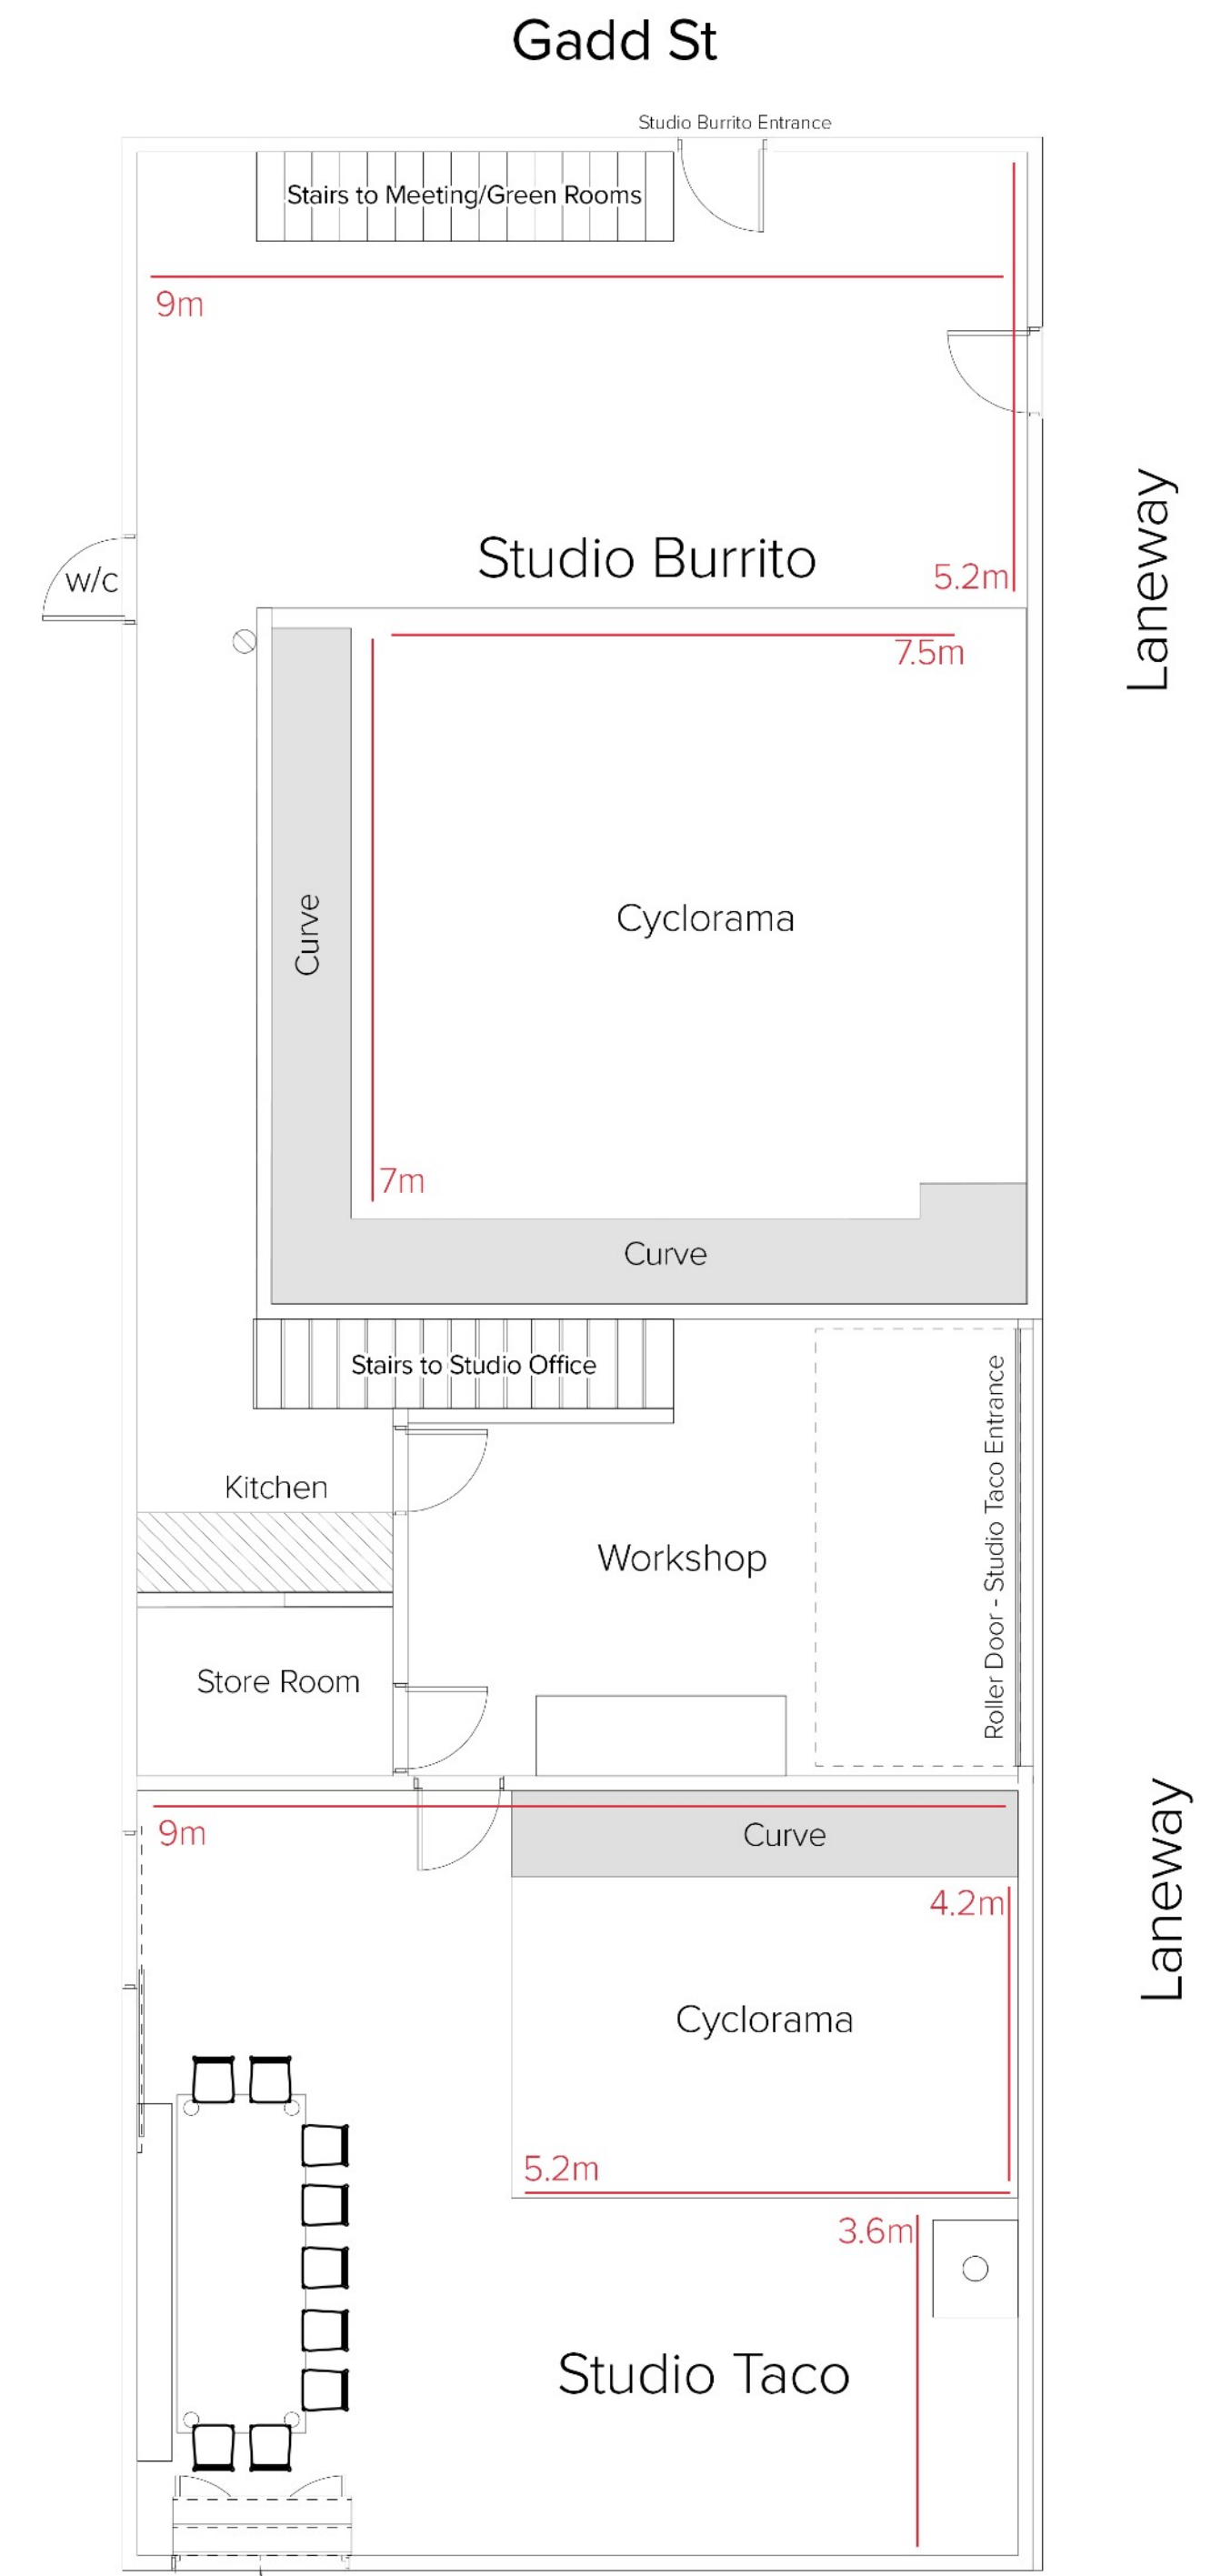 Gadd St
Studio Burrito Entrance
Stairs to Meeting/Green Rooms
9m
Laneway
Studio Burrito
5.2m
W/C
7.5m
Curve
Cyclorama
7m
Curve
Stairs to Studio Office
Roller Door - Studio Taco Entrance
Kitchen
Workshop
Store Room
Laneway
9m
Curve
4.2m
Cyclorama
5.2m
3.6m
Studio Taco